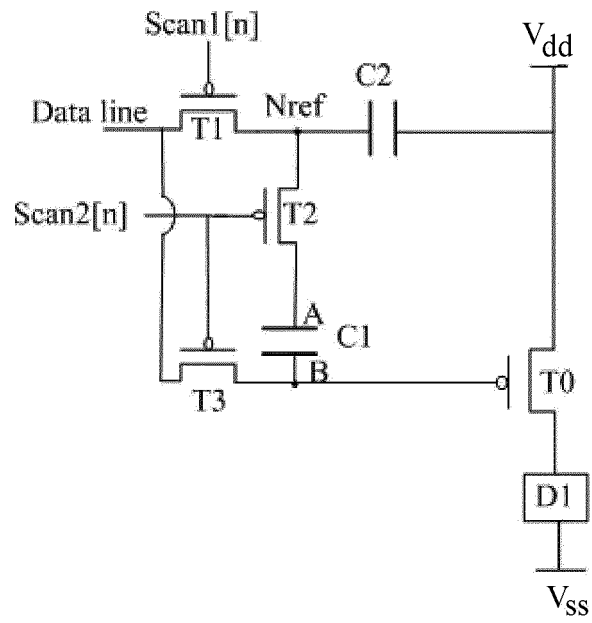 Scan1[n]
Vdd
C2
Data line
Nref
T1
Scan2[n]
T2
A
C1
B
T3
T0
D1
Vss